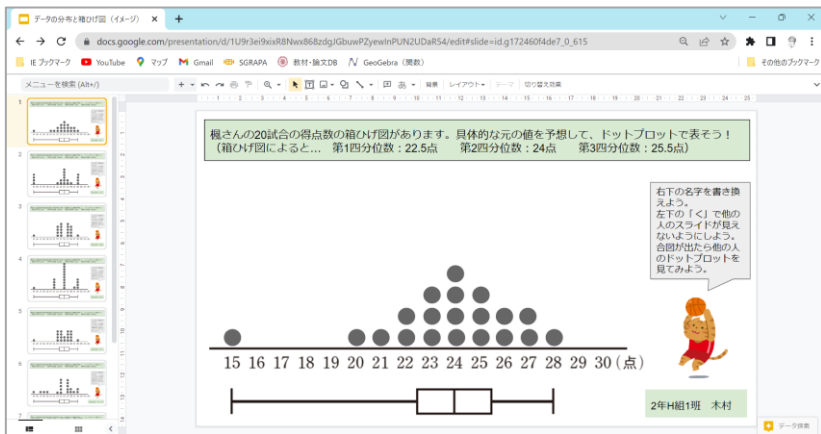 データの分布と箱ひげ図（イメージ）
docs.google.com/presentation/d/1U9r3ei9xixR8Nwx868zdgJGbuwPZyewInPUN2UDaR54/edit#slide=id.g172460f4de7_0_615
IE ブックマーク YouTube マップ Gmail SGRAPA 教材・論文DB GeoGebra（関数） その他のブックマーク
メニューを検索 (Alt+/) 背景 レイアウト テーマ 切り替え効果
楓さんの20試合の得点数の箱ひげ図があります。具体的な元の値を予想して、ドットプロットで表そう！
（箱ひげ図によると… 第1四分位数：22.5点 第2四分位数：24点 第3四分位数：25.5点）
右下の名字を書き換
えよう。
左下の「く」で他の
人のスライドが見え
ないようにしよう。
合図が出たら他の人
のドットプロットを
見てみよう。
15 16 17 18 19 20 21 22 23 24 25 26 27 28 29 30 (点)
2年H組1班 木村
データ探索